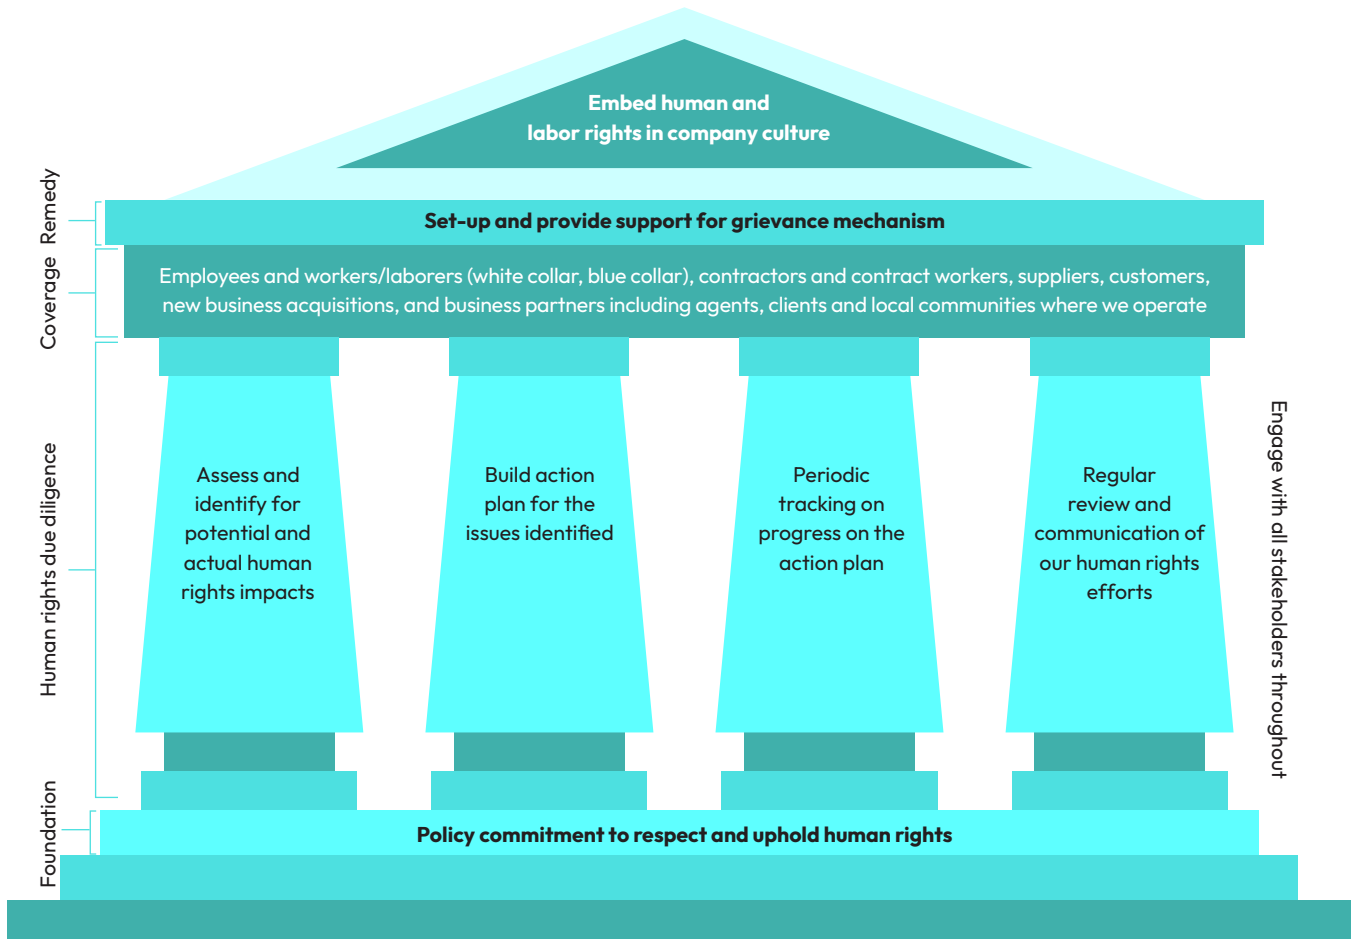 Embed human and
labor rights in company culture
Remedy
Set-up and provide support for grievance mechanism
Coverage
Employees and workers/laborers (white collar, blue collar), contractors and contract workers, suppliers, customers,
new business acquisitions, and business partners including agents, clients and local communities where we operate
Human rights due diligence
Assess and
identify for
potential and
actual human
rights impacts
Build action
plan for the
issues identified
Periodic
tracking on
progress on the
action plan
Regular
review and
communication of
our human rights
efforts
Engage with all stakeholders throughout
Foundation
Policy commitment to respect and uphold human rights